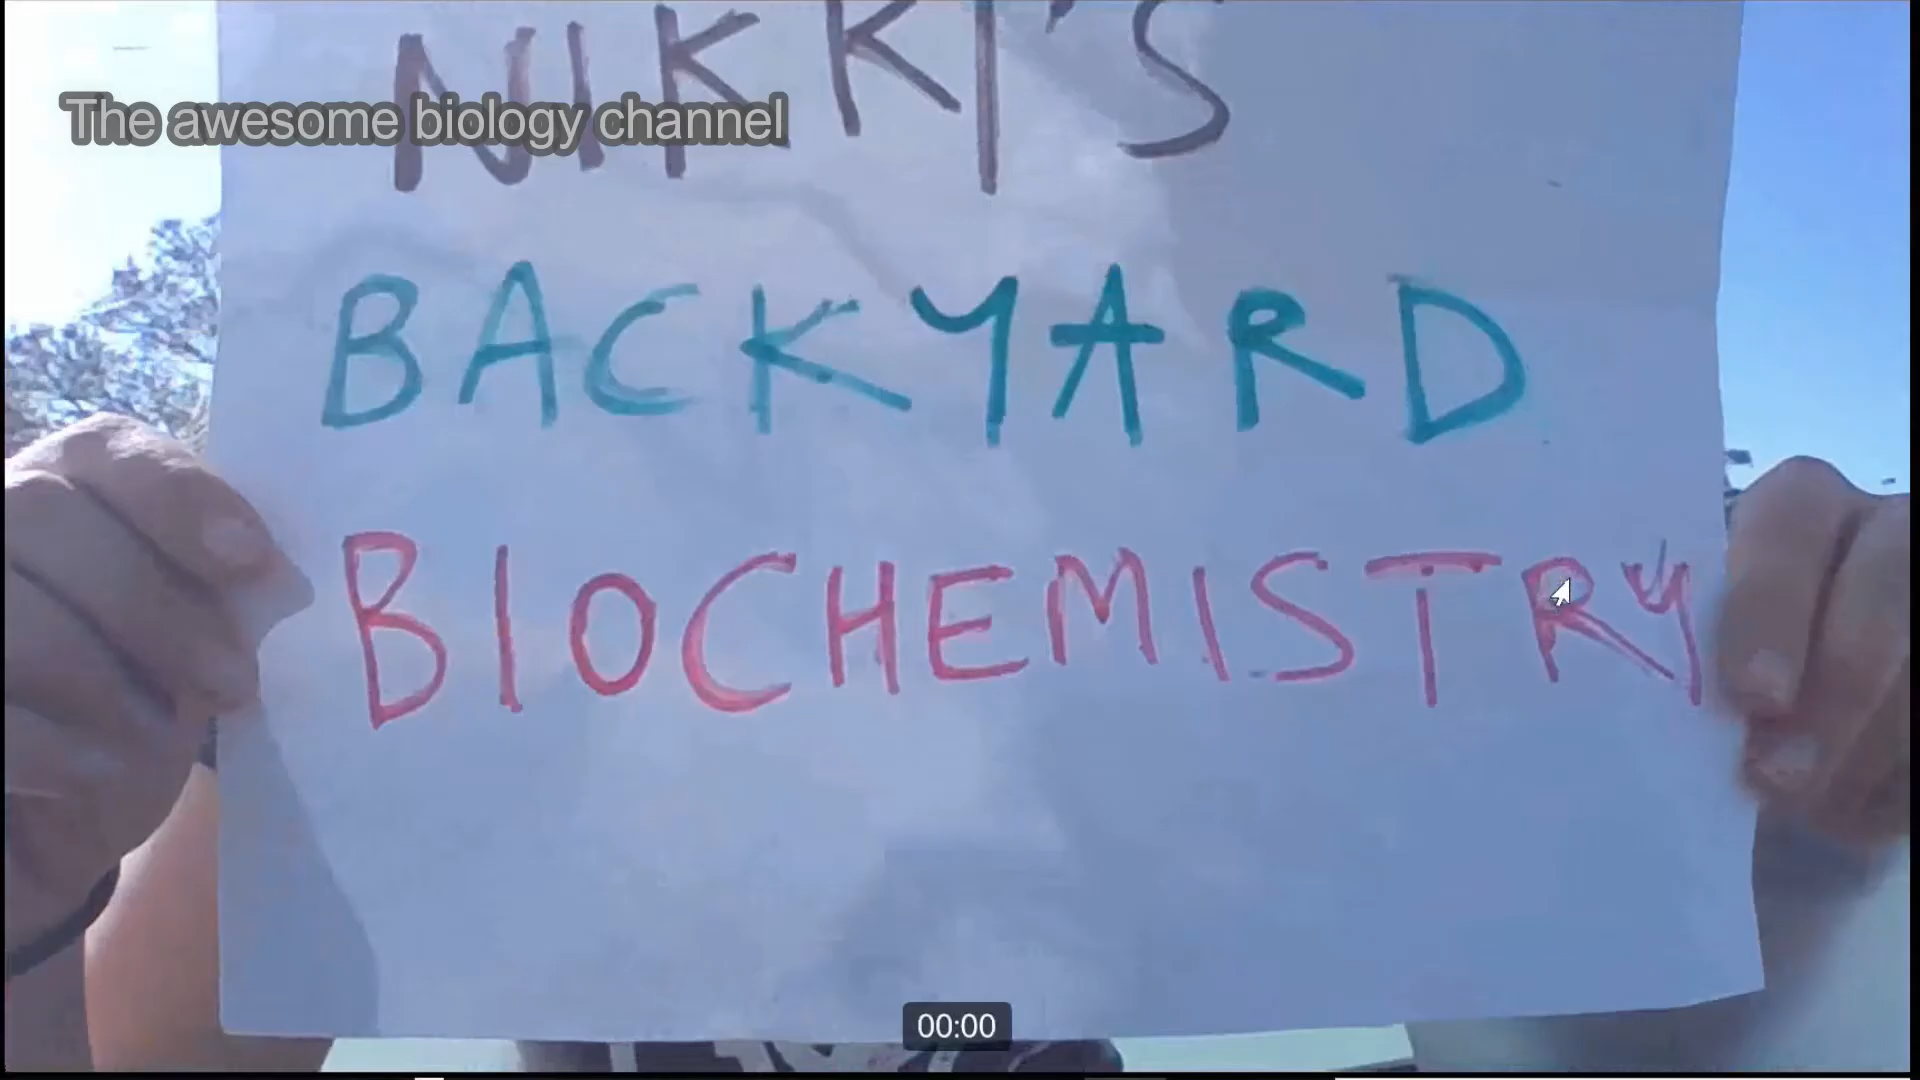 NIKKI'S
The awesome biology channel
BACKYARD
BIOCHEMISTRY
00:00